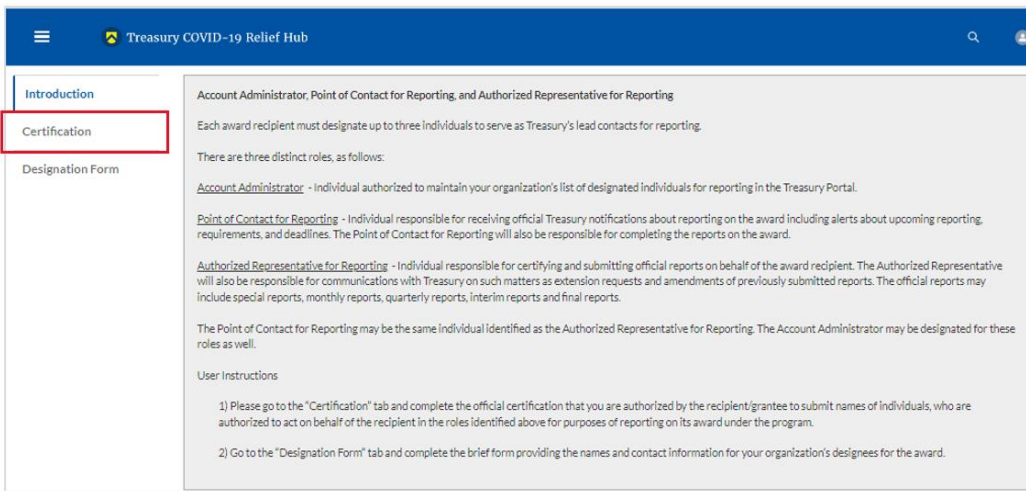 Treasury COVID-19 Relief Hub
Introduction
Certification
Designation Form
Account Administrator, Point of Contact for Reporting, and Authorized Representative for Reporting
Each award recipient must designate up to three individuals to serve as Treasury's lead contacts for reporting.
There are three distinct roles, as follows:
Account Administrator - Individual authorized to maintain your organization's list of designated individuals for reporting in the Treasury Portal.
Point of Contact for Reporting - Individual responsible for receiving official Treasury notifications about reporting on the award including alerts about upcoming reporting,
requirements, and deadlines. The Point of Contact for Reporting will also be responsible for completing the reports on the award.
Authorized Representative for Reporting - Individual responsible for certifying and submitting official reports on behalf of the award recipient. The Authorized Representative
will also be responsible for communications with Treasury on such matters as extension requests and amendments of previously submitted reports. The official reports may
include special reports, monthly reports, quarterly reports, interim reports and final reports.
The Point of Contact for Reporting may be the same individual identified as the Authorized Representative for Reporting. The Account Administrator may be designated for these
roles as well.
User Instructions
1) Please go to the "Certification" tab and complete the official certification that you are authorized by the recipient/grantee to submit names of individuals, who are
authorized to act on behalf of the recipient in the roles identified above for purposes of reporting on its award under the program.
2) Go to the "Designation Form" tab and complete the brief form providing the names and contact information for your organization's designees for the award.